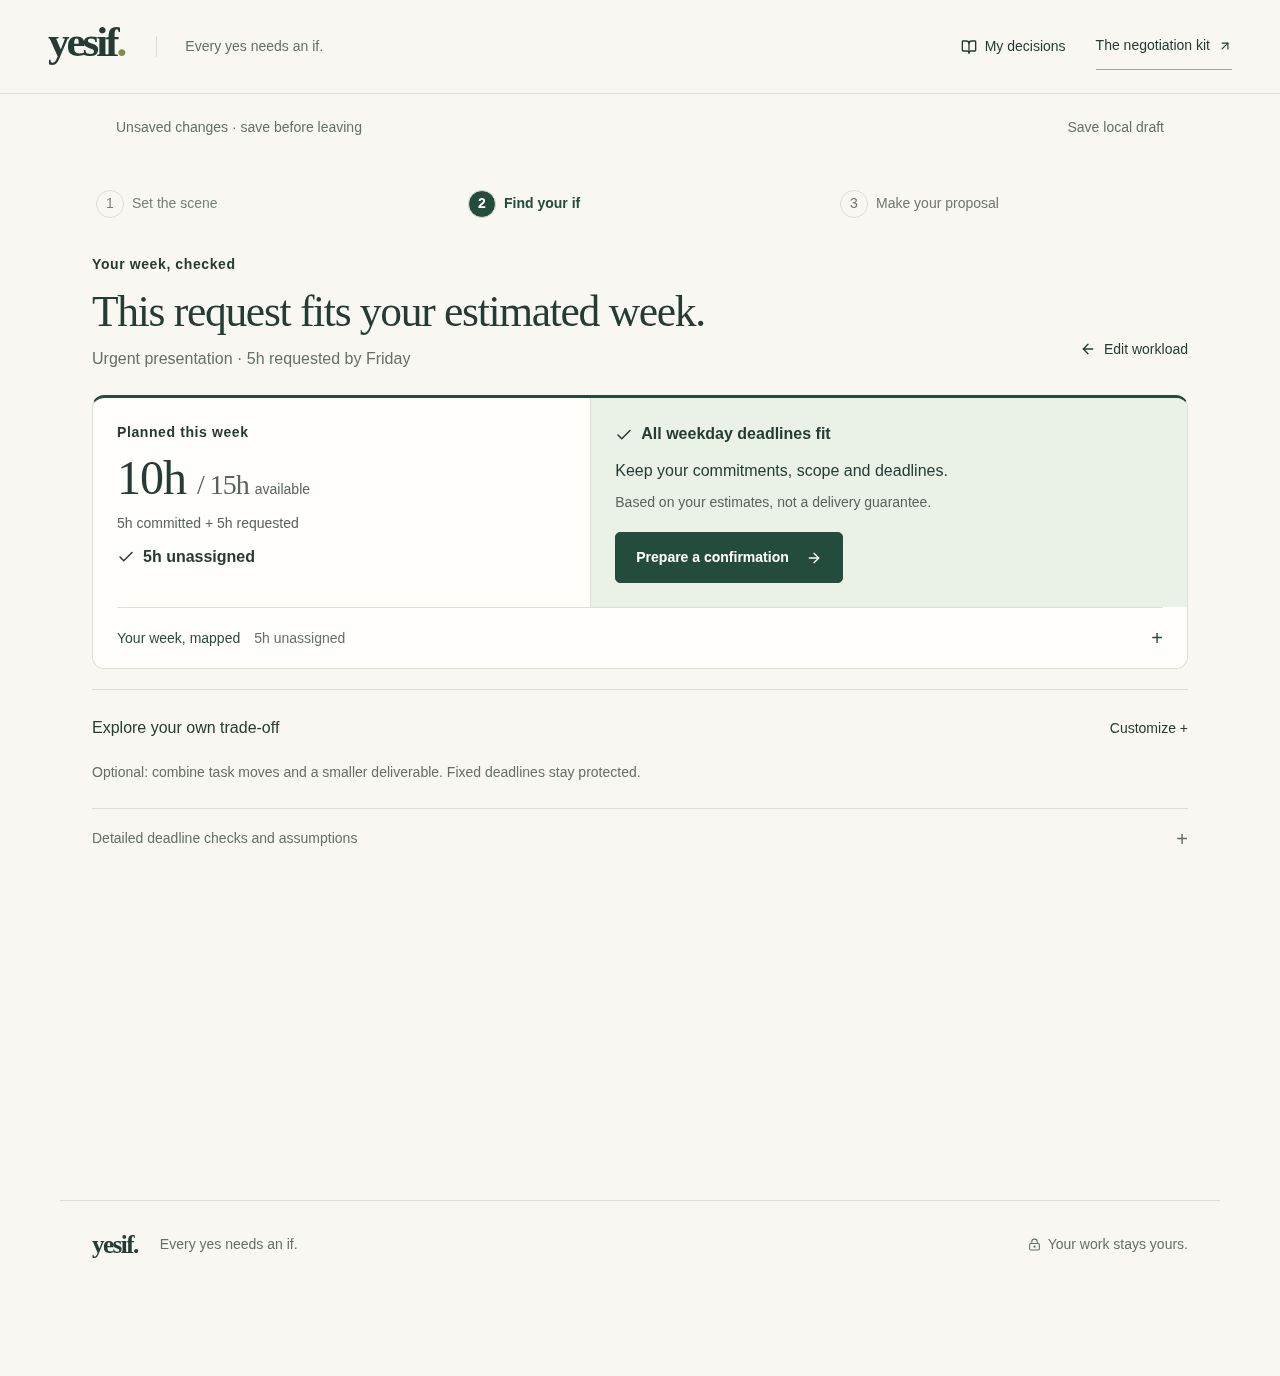 yesif.
Every yes needs an if.
My decisions
The negotiation kit
Unsaved changes · save before leaving
Save local draft
1 Set the scene
2 Find your if
3 Make your proposal
Your week, checked
This request fits your estimated week.
Urgent presentation · 5h requested by Friday
Edit workload
Planned this week
10h / 15h available
5h committed + 5h requested
5h unassigned
All weekday deadlines fit
Keep your commitments, scope and deadlines.
Based on your estimates, not a delivery guarantee.
Prepare a confirmation
Your week, mapped 5h unassigned +
Explore your own trade-off
Customize +
Optional: combine task moves and a smaller deliverable. Fixed deadlines stay protected.
Detailed deadline checks and assumptions +
yesif.
Every yes needs an if.
Your work stays yours.